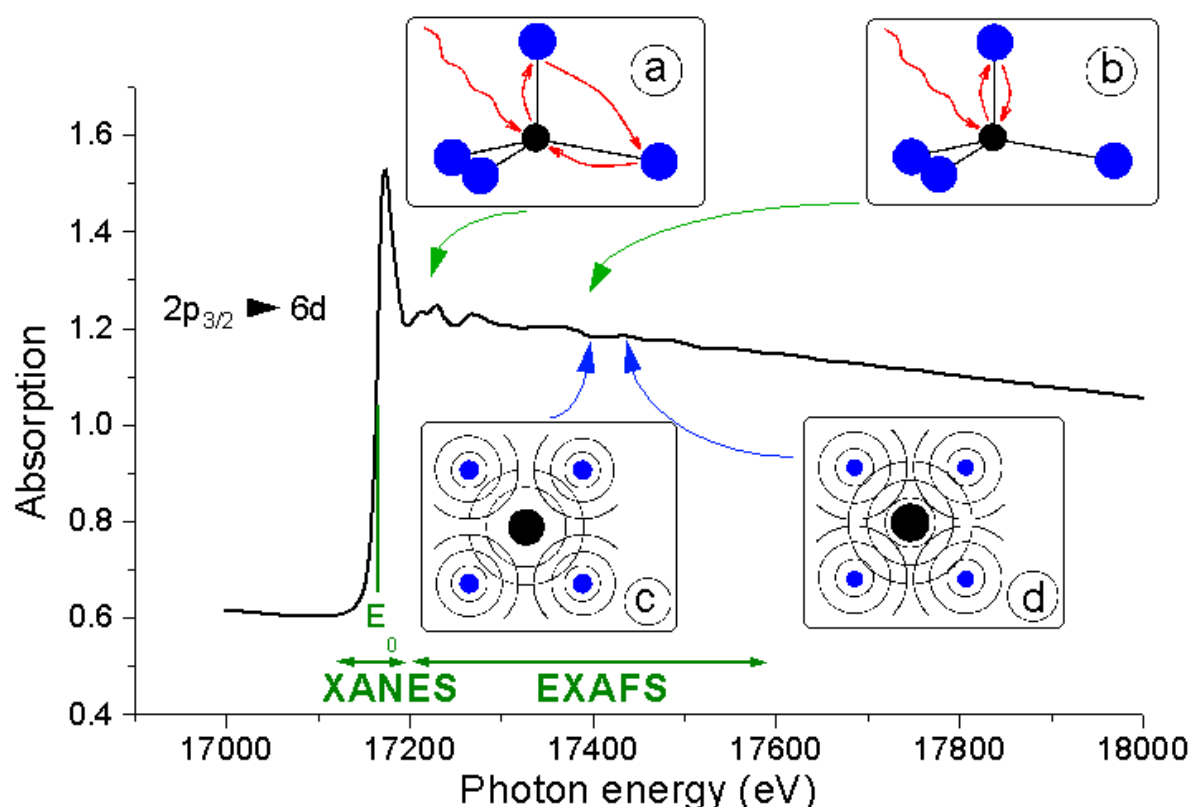 a
b
1.6
1.4
2p3/2 ► 6d
1.2
Absorption
1.0
0.8
c
d
0.6
E0
XANES
EXAFS
0.4
17000
17200
17400
17600
17800
18000
Photon energy (eV)